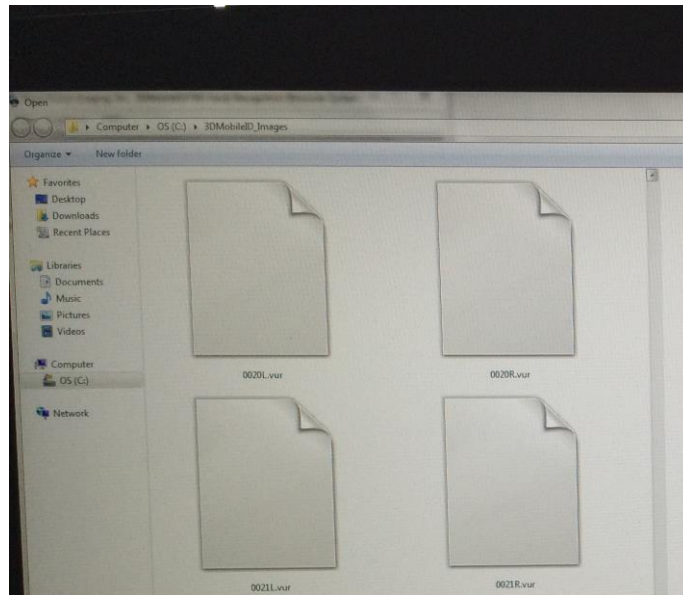 Open
Computer ▸ OS (C:) ▸ 3DMobileID_Images
Organize ▾ New folder
Favorites
Desktop
Downloads
Recent Places
Libraries
Documents
Music
Pictures
Videos
Computer
OS (C:)
Network
0020L.vur
0020R.vur
0021L.vur
0021R.vur